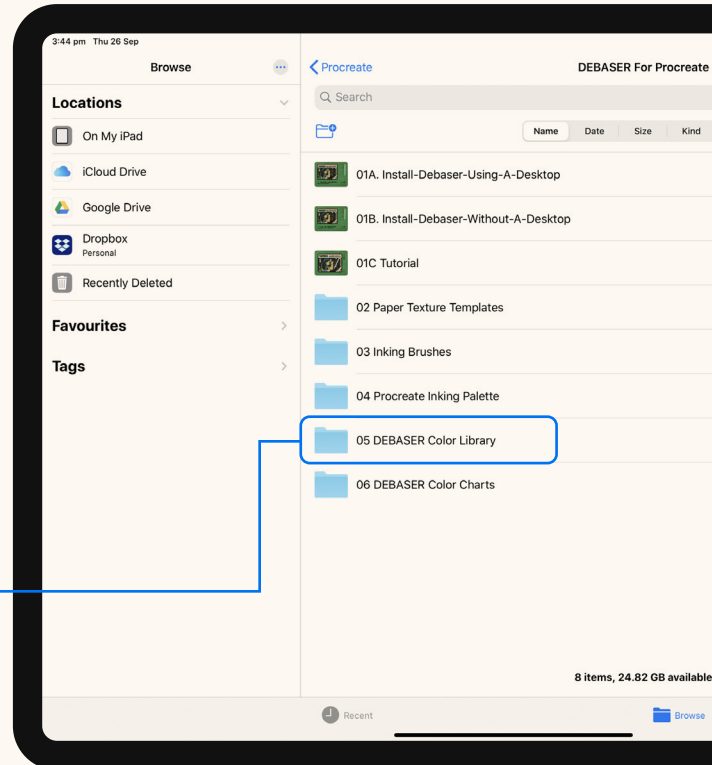 3:44 pm Thu 26 Sep
Browse
Locations
On My iPad
iCloud Drive
Google Drive
Dropbox
Personal
Recently Deleted
Favourites
Tags
Procreate
DEBASER For Procreate
Search
Name Date Size Kind
01A. Install-Debaser-Using-A-Desktop
01B. Install-Debaser-Without-A-Desktop
01C Tutorial
02 Paper Texture Templates
03 Inking Brushes
04 Procreate Inking Palette
05 DEBASER Color Library
06 DEBASER Color Charts
8 items, 24.82 GB available
Recent
Browse